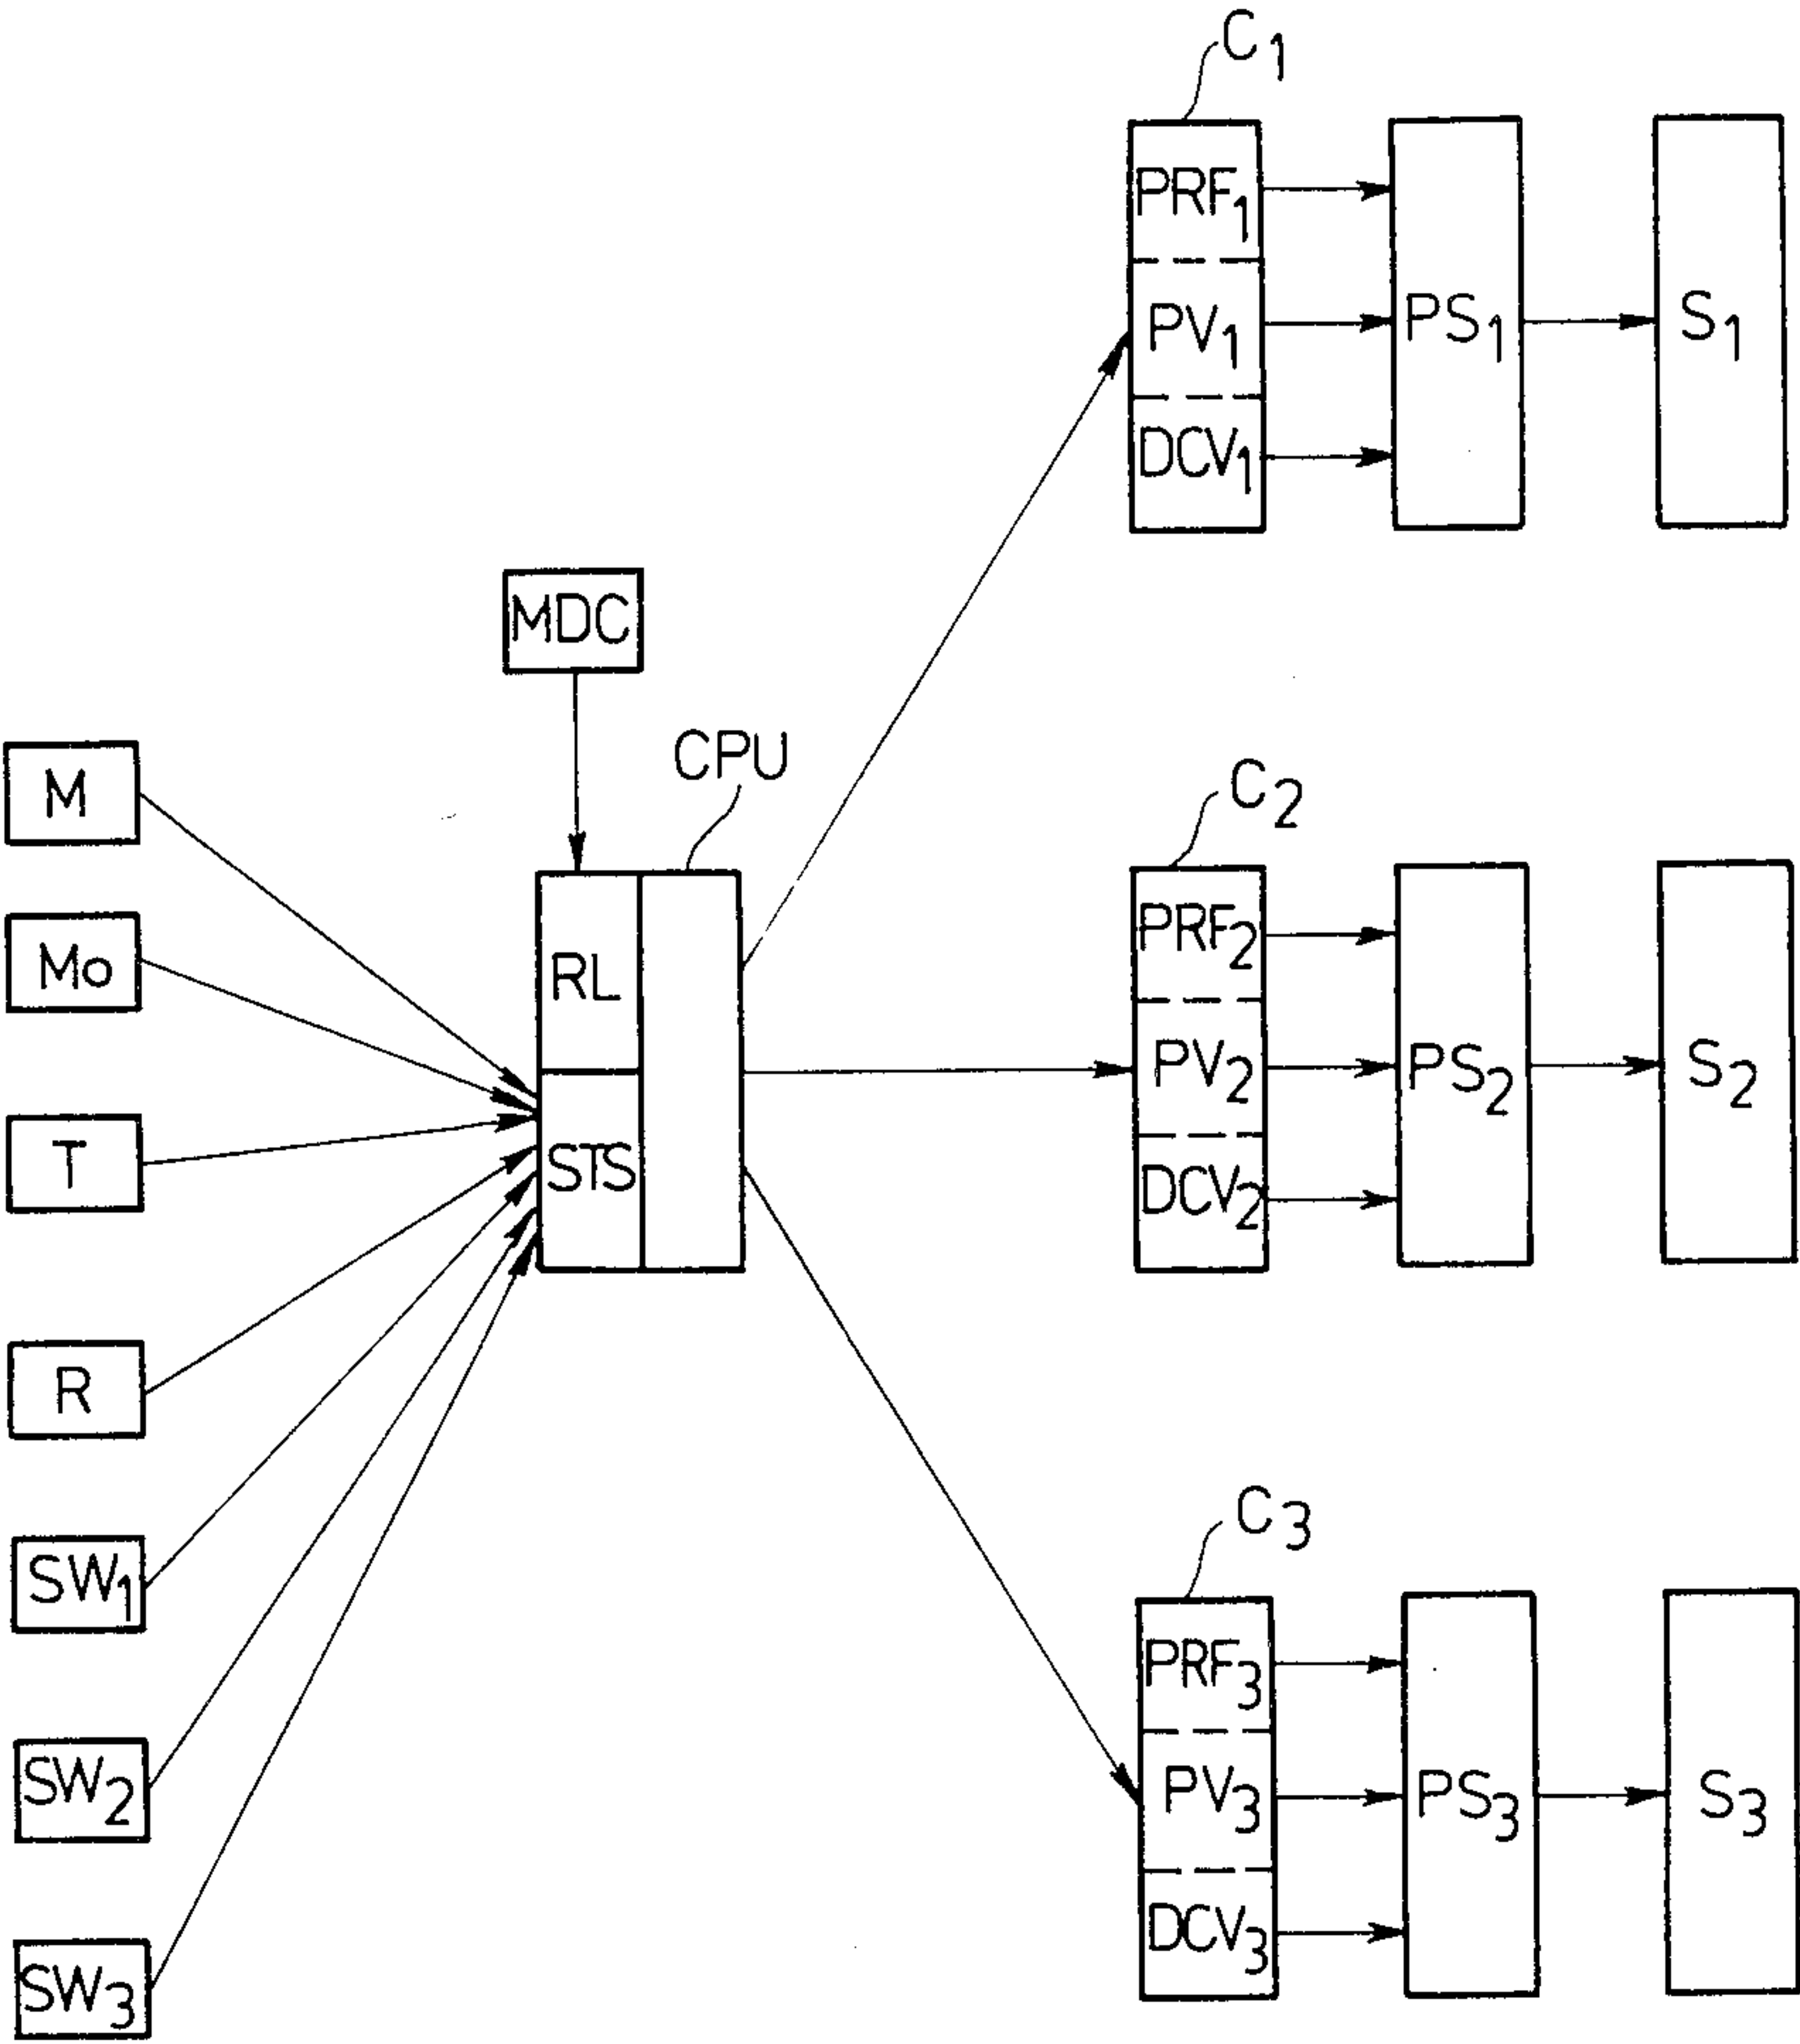 C1
PRF1
PV1
DCV1
PS1
S1
MDC
CPU
M
Mo
T
R
SW1
SW2
SW3
RL
STS
C2
PRF2
PV2
DCV2
PS2
S2
C3
PRF3
PV3
DCV3
PS3
S3